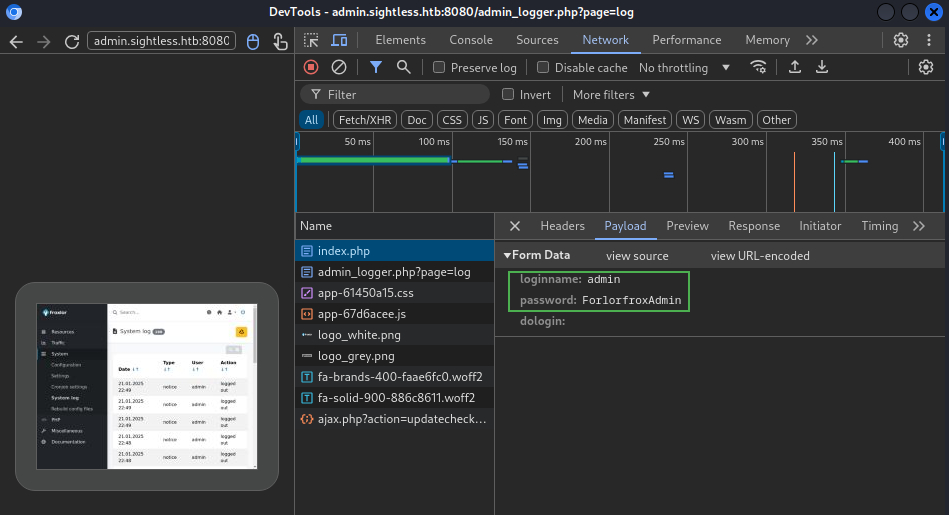 DevTools - admin.sightless.htb:8080/admin_logger.php?page=log
admin.sightless.htb:8080
Elements Console Sources Network Performance Memory
Preserve log Disable cache No throttling
Filter Invert More filters
All Fetch/XHR Doc CSS JS Font Img Media Manifest WS Wasm Other
50 ms 100 ms 150 ms 200 ms 250 ms 300 ms 350 ms 400 ms
Name
index.php
admin_logger.php?page=log
app-61450a15.css
app-67d6acee.js
logo_white.png
logo_grey.png
fa-brands-400-faae6fc0.woff2
fa-solid-900-886c8611.woff2
ajax.php?action=updatecheck...
Headers Payload Preview Response Initiator Timing
Form Data view source view URL-encoded
loginname: admin
password: ForlorfroxAdmin
dologin:
froxlor
Search...
Resources
Traffic
System
Configuration
Settings
Cronjob settings
System log
Rebuild config files
PHP
Miscellaneous
Documentation
System log
Date Type User Action
21.01.2025 22:49 notice admin logged out
21.01.2025 22:49 notice admin logged out
21.01.2025 22:49 notice admin logged out
21.01.2025 22:48 notice admin logged out
21.01.2025 22:48 notice admin logged out